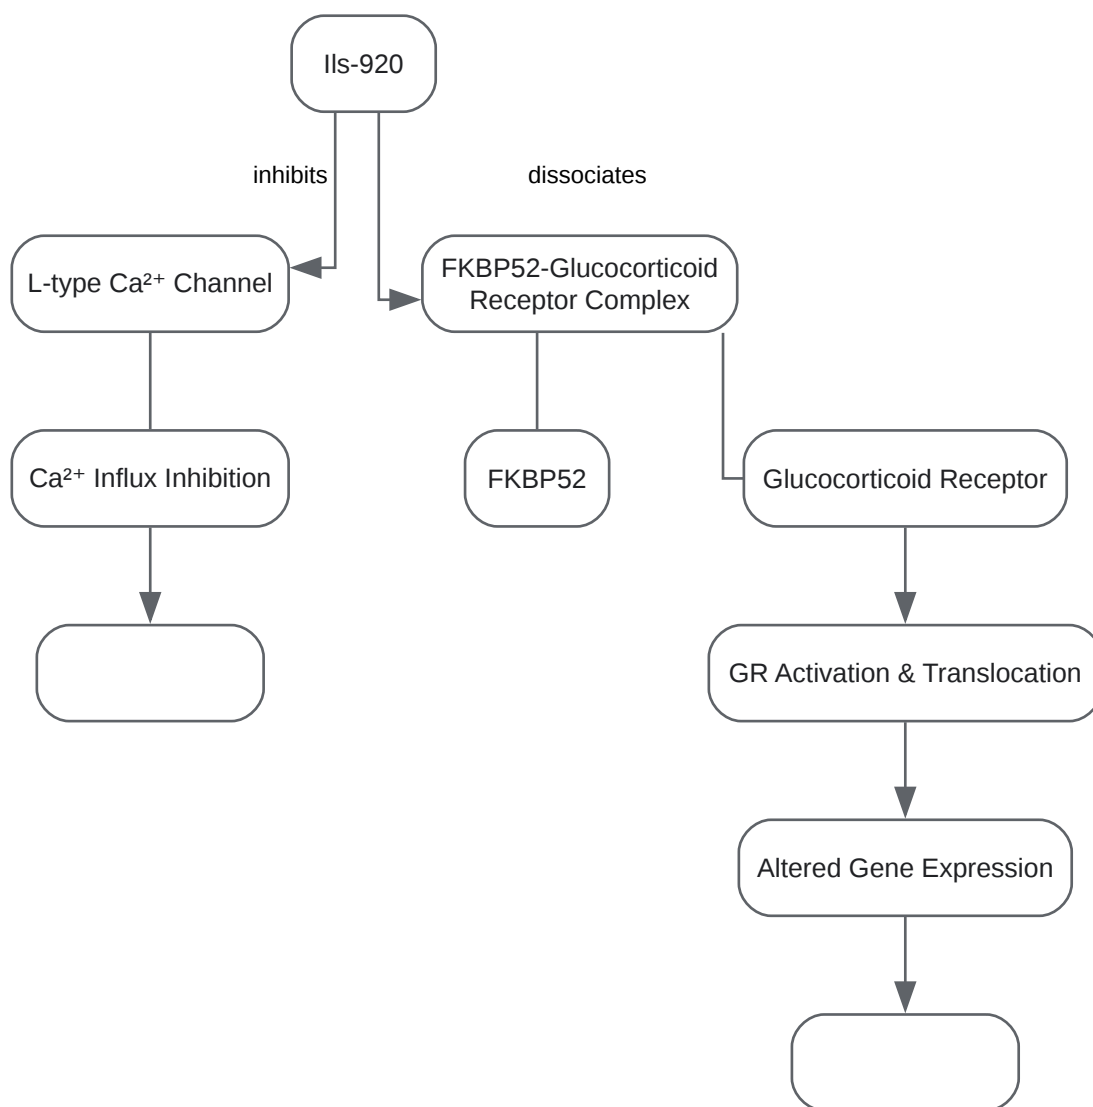 Ils-920
inhibits
dissociates
L-type Ca²⁺ Channel
FKBP52-Glucocorticoid
Receptor Complex
Ca²⁺ Influx Inhibition
FKBP52
Glucocorticoid Receptor
GR Activation & Translocation
Altered Gene Expression